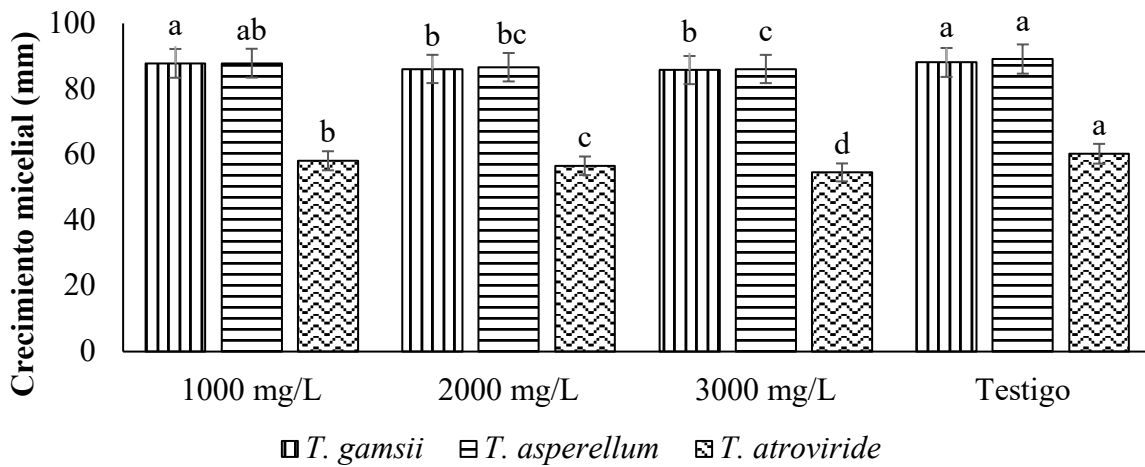 Crecimiento micelial (mm)
100
80
60
40
20
0
a
ab
b
b
bc
c
b
c
d
a
a
a
1000 mg/L
2000 mg/L
3000 mg/L
Testigo
T. gamsii
T. asperellum
T. atroviride